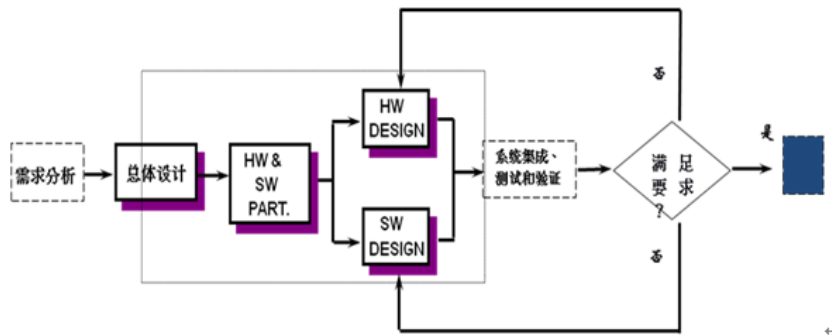 需求分析
总体设计
HW &
SW
PART.
HW
DESIGN
SW
DESIGN
系统集成、
测试和验证
满 足
要 求
？
否
否
是